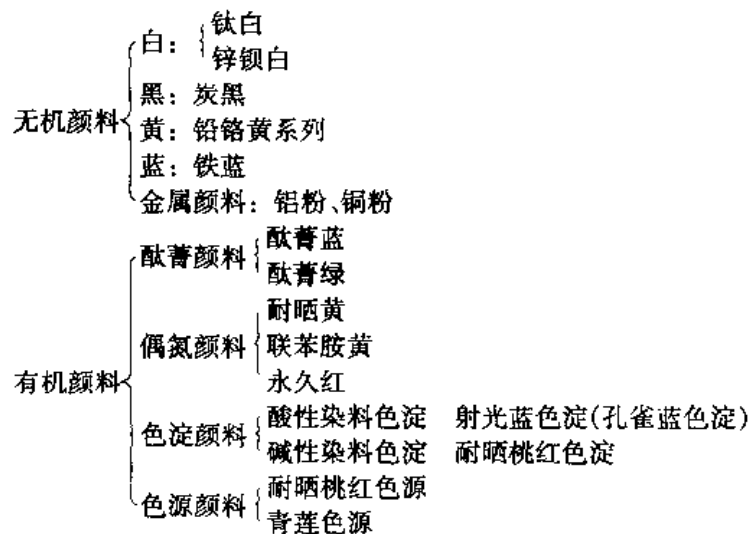 无机颜料
白：
钛白
锌钡白
黑：炭黑
黄：铅铬黄系列
蓝：铁蓝
金属颜料：铝粉、铜粉
有机颜料
酞菁颜料
酞菁蓝
酞菁绿
偶氮颜料
耐晒黄
联苯胺黄
永久红
色淀颜料
酸性染料色淀 射光蓝色淀(孔雀蓝色淀)
碱性染料色淀 耐晒桃红色淀
色源颜料
耐晒桃红色源
青莲色源